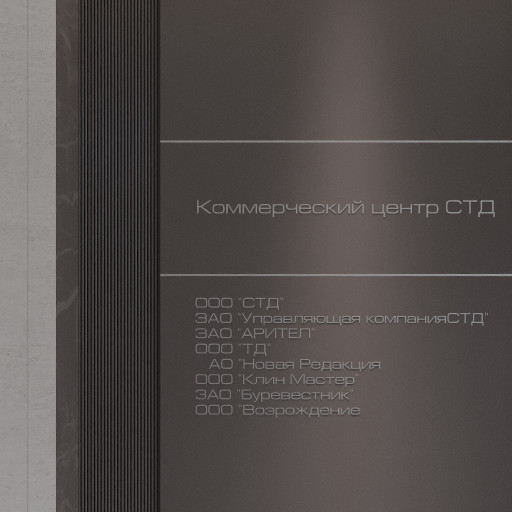 Коммерческий центр СТД
ООО "СТД"
ЗАО "Управляющая компанияСТД"
ЗАО "АРИТЕЛ"
ООО "ТД"
АО "Новая Редакция
ООО "Клин Мастер"
ЗАО "Буревестник"
ООО "Возрождение